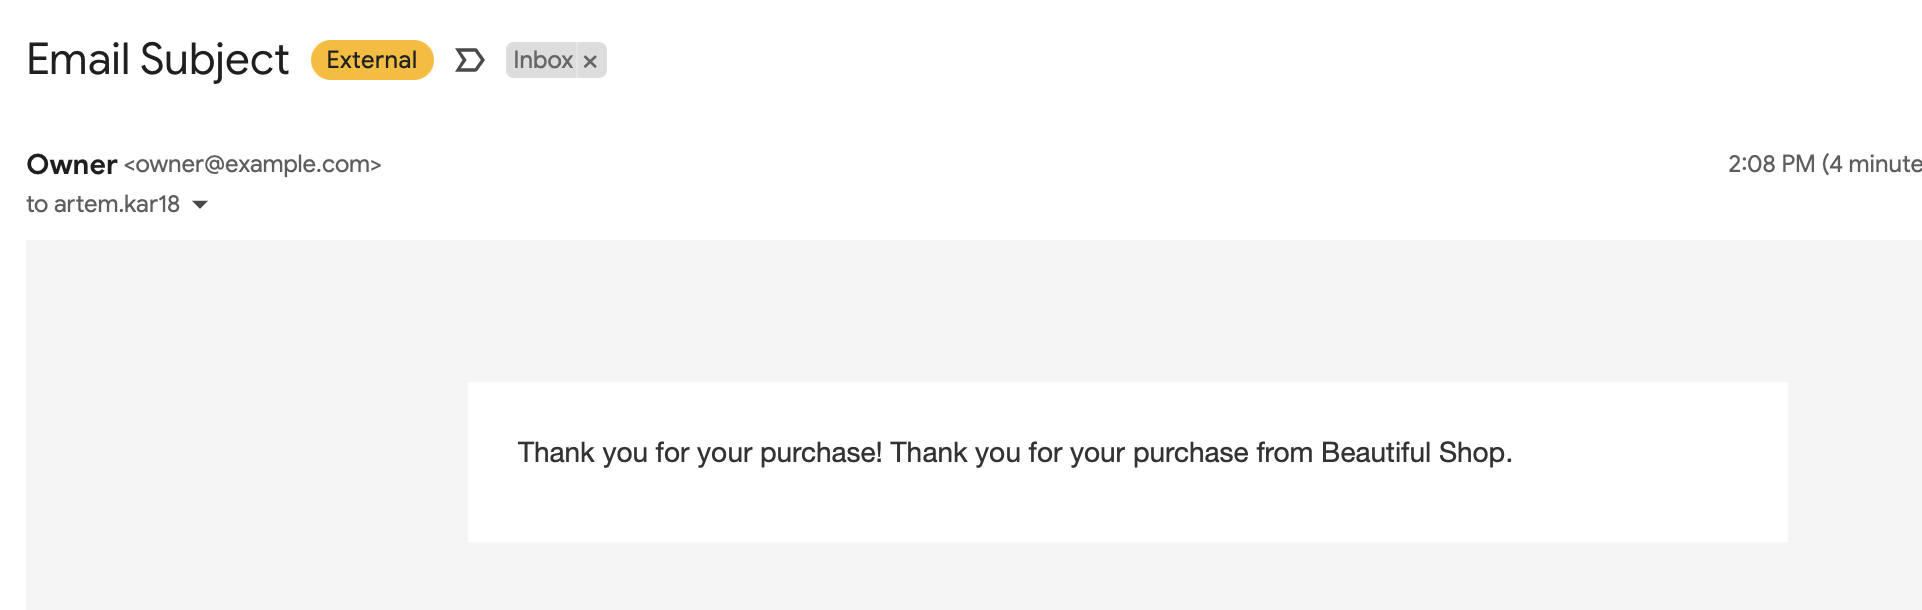 Email Subject External Inbox ×
Owner <owner@example.com> 2:08 PM (4 minute
to artem.kar18
Thank you for your purchase! Thank you for your purchase from Beautiful Shop.